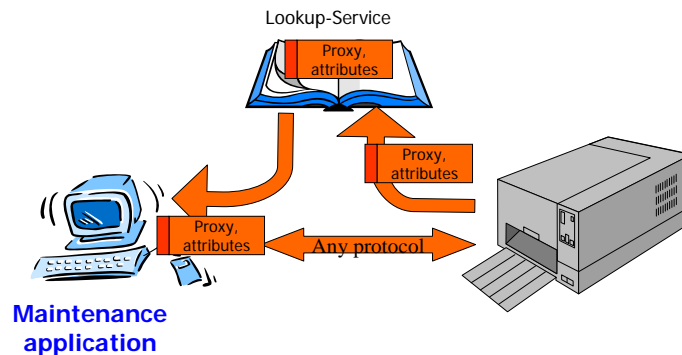 Lookup-Service
Proxy,
attributes
Proxy,
attributes
Proxy,
attributes
Any protocol
Maintenance
application